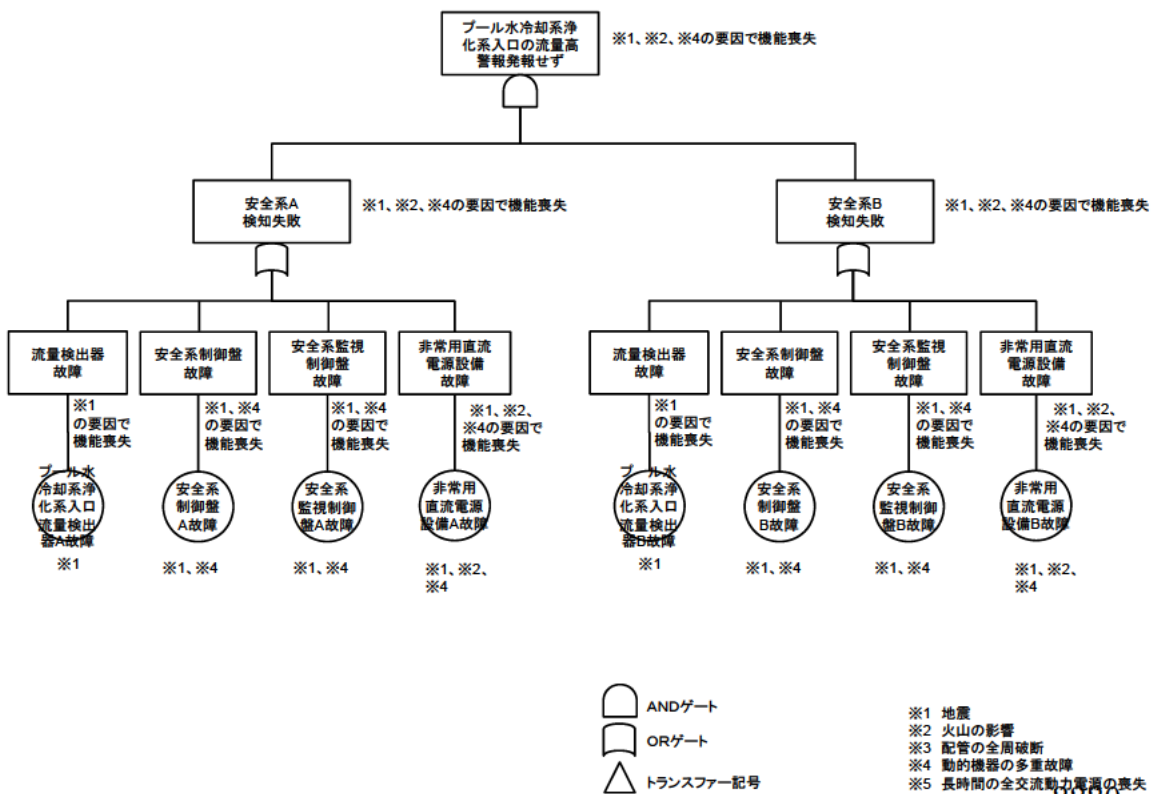 プール水冷却系浄
化系入口の流量高
警報発報せず
※1、※2、※4の要因で機能喪失
安全系A
検知失敗
※1、※2、※4の要因で機能喪失
安全系B
検知失敗
※1、※2、※4の要因で機能喪失
流量検出器
故障
安全系制御盤
故障
安全系監視
制御盤
故障
非常用直流
電源設備
故障
流量検出器
故障
安全系制御盤
故障
安全系監視
制御盤
故障
非常用直流
電源設備
故障
※1
の要因で
機能喪失
※1、※4
の要因で
機能喪失
※1、※4
の要因で
機能喪失
※1、※2、
※4の要因で
機能喪失
※1
の要因で
機能喪失
※1、※4
の要因で
機能喪失
※1、※4
の要因で
機能喪失
※1、※2、
※4の要因で
機能喪失
プール水
冷却系浄
化系入口
流量検出
器A故障
安全系
制御盤
A故障
安全系
監視制御
盤A故障
非常用
直流電源
設備A故障
プール水
冷却系浄
化系入口
流量検出
器B故障
安全系
制御盤
B故障
安全系
監視制御
盤B故障
非常用
直流電源
設備B故障
※1
※1、※4
※1、※4
※1、※2、
※4
※1
※1、※4
※1、※4
※1、※2、
※4
ANDゲート
ORゲート
トランスファー記号
※1 地震
※2 火山の影響
※3 配管の全周破断
※4 動的機器の多重故障
※5 長時間の全交流動力電源の喪失